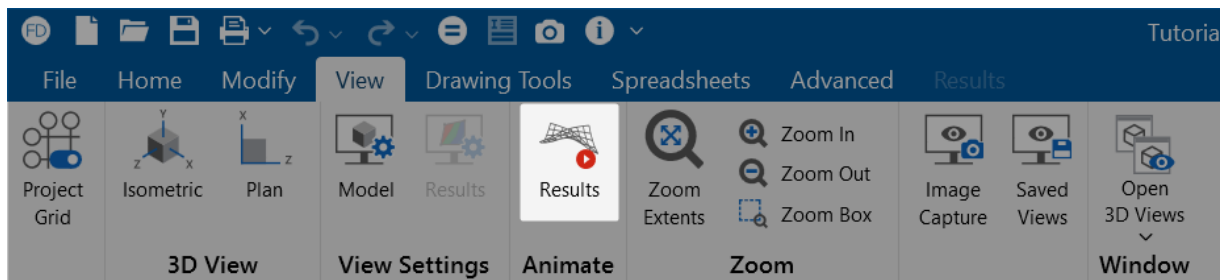 FD
Tutoria
File Home Modify View Drawing Tools Spreadsheets Advanced Results
Project Grid
Y
z x
Isometric
X
z
Plan
Model
Results
Results
Zoom Extents
Zoom In
Zoom Out
Zoom Box
Image Capture
Saved Views
Open 3D Views
3D View View Settings Animate Zoom Window